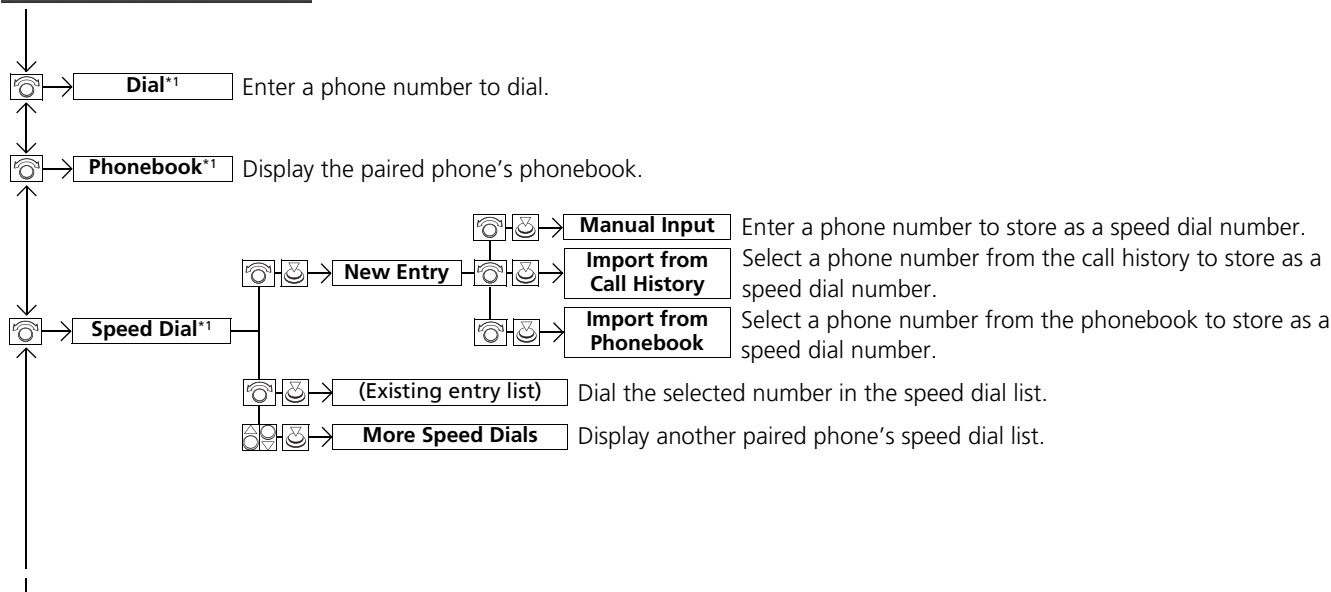 Dial*1 Enter a phone number to dial.
Phonebook*1 Display the paired phone’s phonebook.
Manual Input Enter a phone number to store as a speed dial number.
Import from Call History Select a phone number from the call history to store as a speed dial number.
New Entry
Speed Dial*1
Import from Phonebook Select a phone number from the phonebook to store as a speed dial number.
(Existing entry list) Dial the selected number in the speed dial list.
More Speed Dials Display another paired phone’s speed dial list.